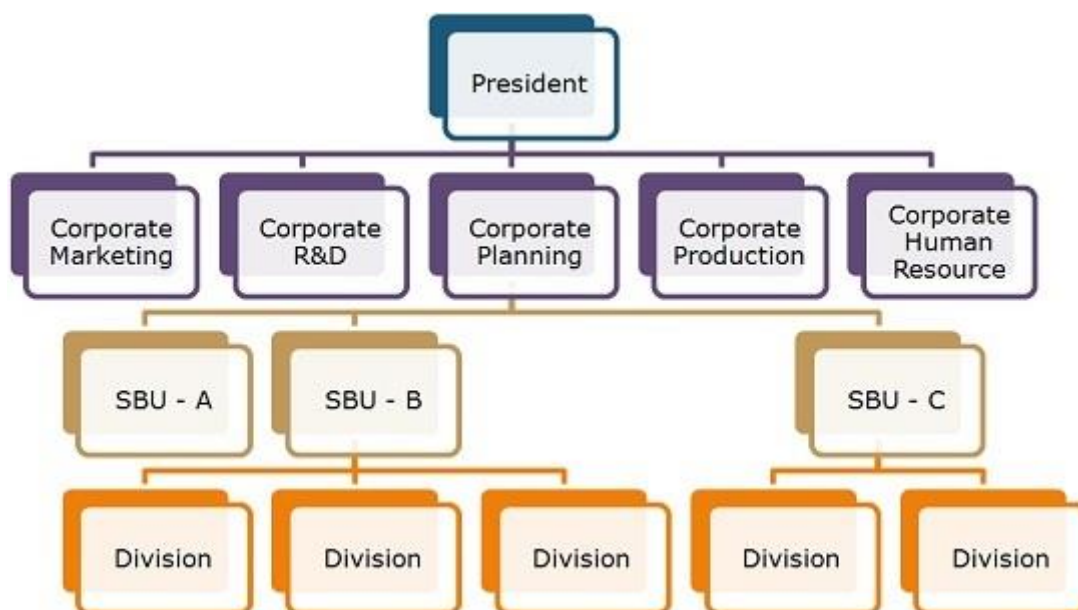 President
Corporate
Marketing
Corporate
R&D
Corporate
Planning
Corporate
Production
Corporate
Human
Resource
SBU - A
SBU - B
SBU - C
Division
Division
Division
Division
Division